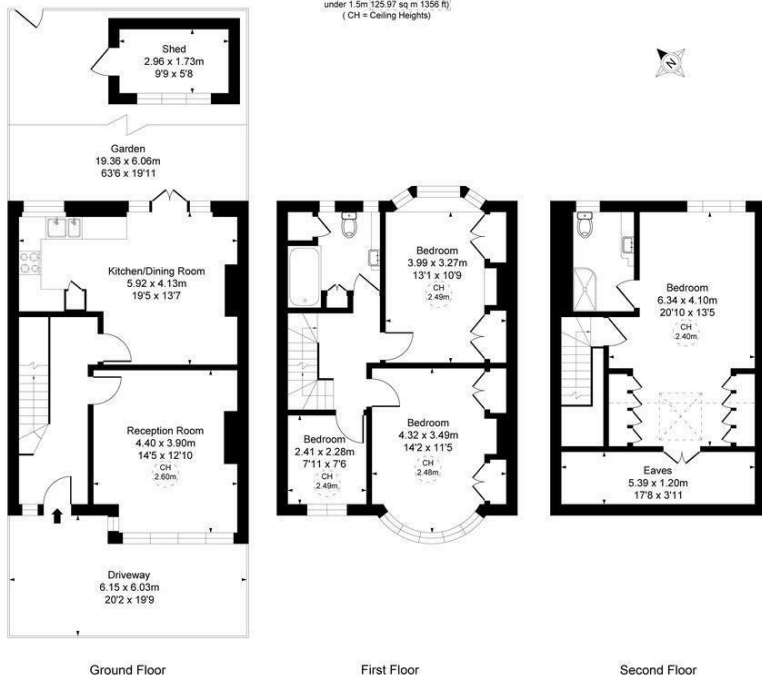 under 1.5m 125.97 sq m 1356 ft)
( CH = Ceiling Heights)
N
Shed
2.96 x 1.73m
9'9 x 5'8
Garden
19.36 x 6.06m
63'6 x 19'11
Kitchen/Dining Room
5.92 x 4.13m
19'5 x 13'7
Reception Room
4.40 x 3.90m
14'5 x 12'10
CH
2.60m
Driveway
6.15 x 6.03m
20'2 x 19'9
Ground Floor
Bedroom
3.99 x 3.27m
13'1 x 10'9
CH
2.49m
Bedroom
4.32 x 3.49m
14'2 x 11'5
CH
2.48m
Bedroom
2.41 x 2.28m
7'11 x 7'6
CH
2.49m
First Floor
Bedroom
6.34 x 4.10m
20'10 x 13'5
CH
2.40m
Eaves
5.39 x 1.20m
17'8 x 3'11
Second Floor